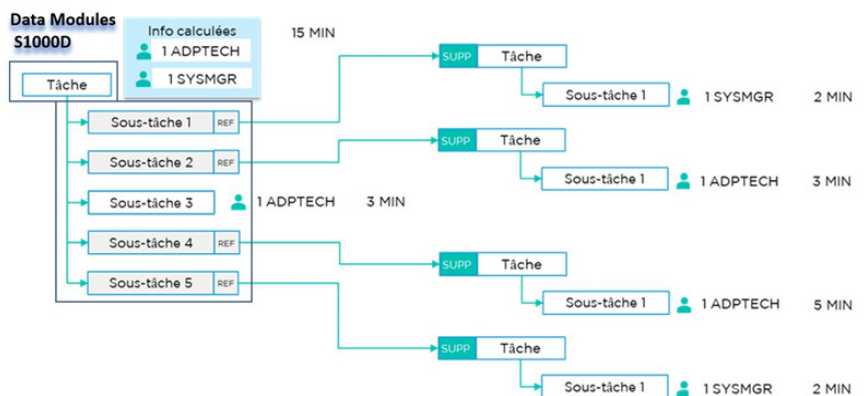 Data Modules
S1000D
Info calculées
1 ADPTECH
1 SYSMGR
15 MIN
Tâche
SUPP Tâche
Sous-tâche 1 1 SYSMGR 2 MIN
Sous-tâche 1 REF
Sous-tâche 2 REF
SUPP Tâche
Sous-tâche 1 1 ADPTECH 3 MIN
Sous-tâche 3 1 ADPTECH 3 MIN
Sous-tâche 4 REF
SUPP Tâche
Sous-tâche 5 REF
Sous-tâche 1 1 ADPTECH 5 MIN
SUPP Tâche
Sous-tâche 1 1 SYSMGR 2 MIN